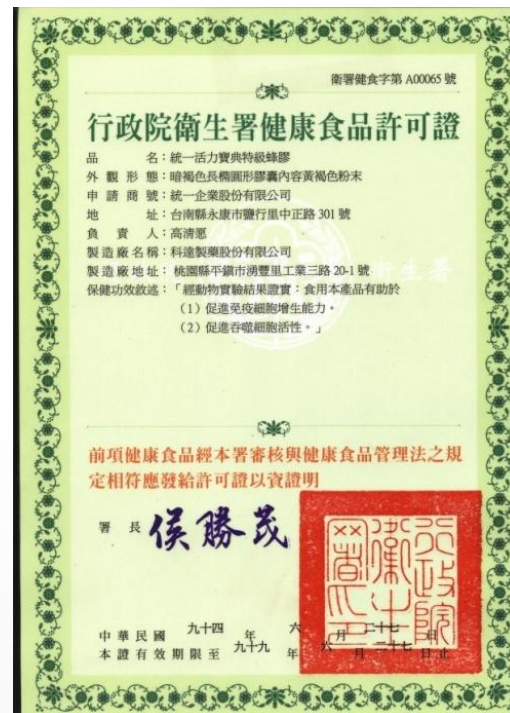 衛署健食字第 A00065 號
行政院衛生署健康食品許可證
品名：統一活力寶典特級蜂膠
外觀形態：暗褐色長橢圓形膠囊內容黃褐色粉末
申請商號：統一企業股份有限公司
地址：台南縣永康市鹽行里中正路 301 號
負責人：高清愿
製造廠名稱：科達製藥股份有限公司
製造廠地址：桃園縣平鎮市湧豐里工業三路 20-1 號
保健功效敘述：「經動物實驗結果證實：食用本產品有助於
（1）促進免疫細胞增生能力。
（2）促進吞噬細胞活性。」
衛生署
前項健康食品經本署審核與健康食品管理法之規
定相符應發給許可證以資證明
署長 侯勝茂
行政院衛生署印
中華民國 九十四 年 六 月 二十七 日
本證有效期限至 九十九 年 六 月 二十七 日止